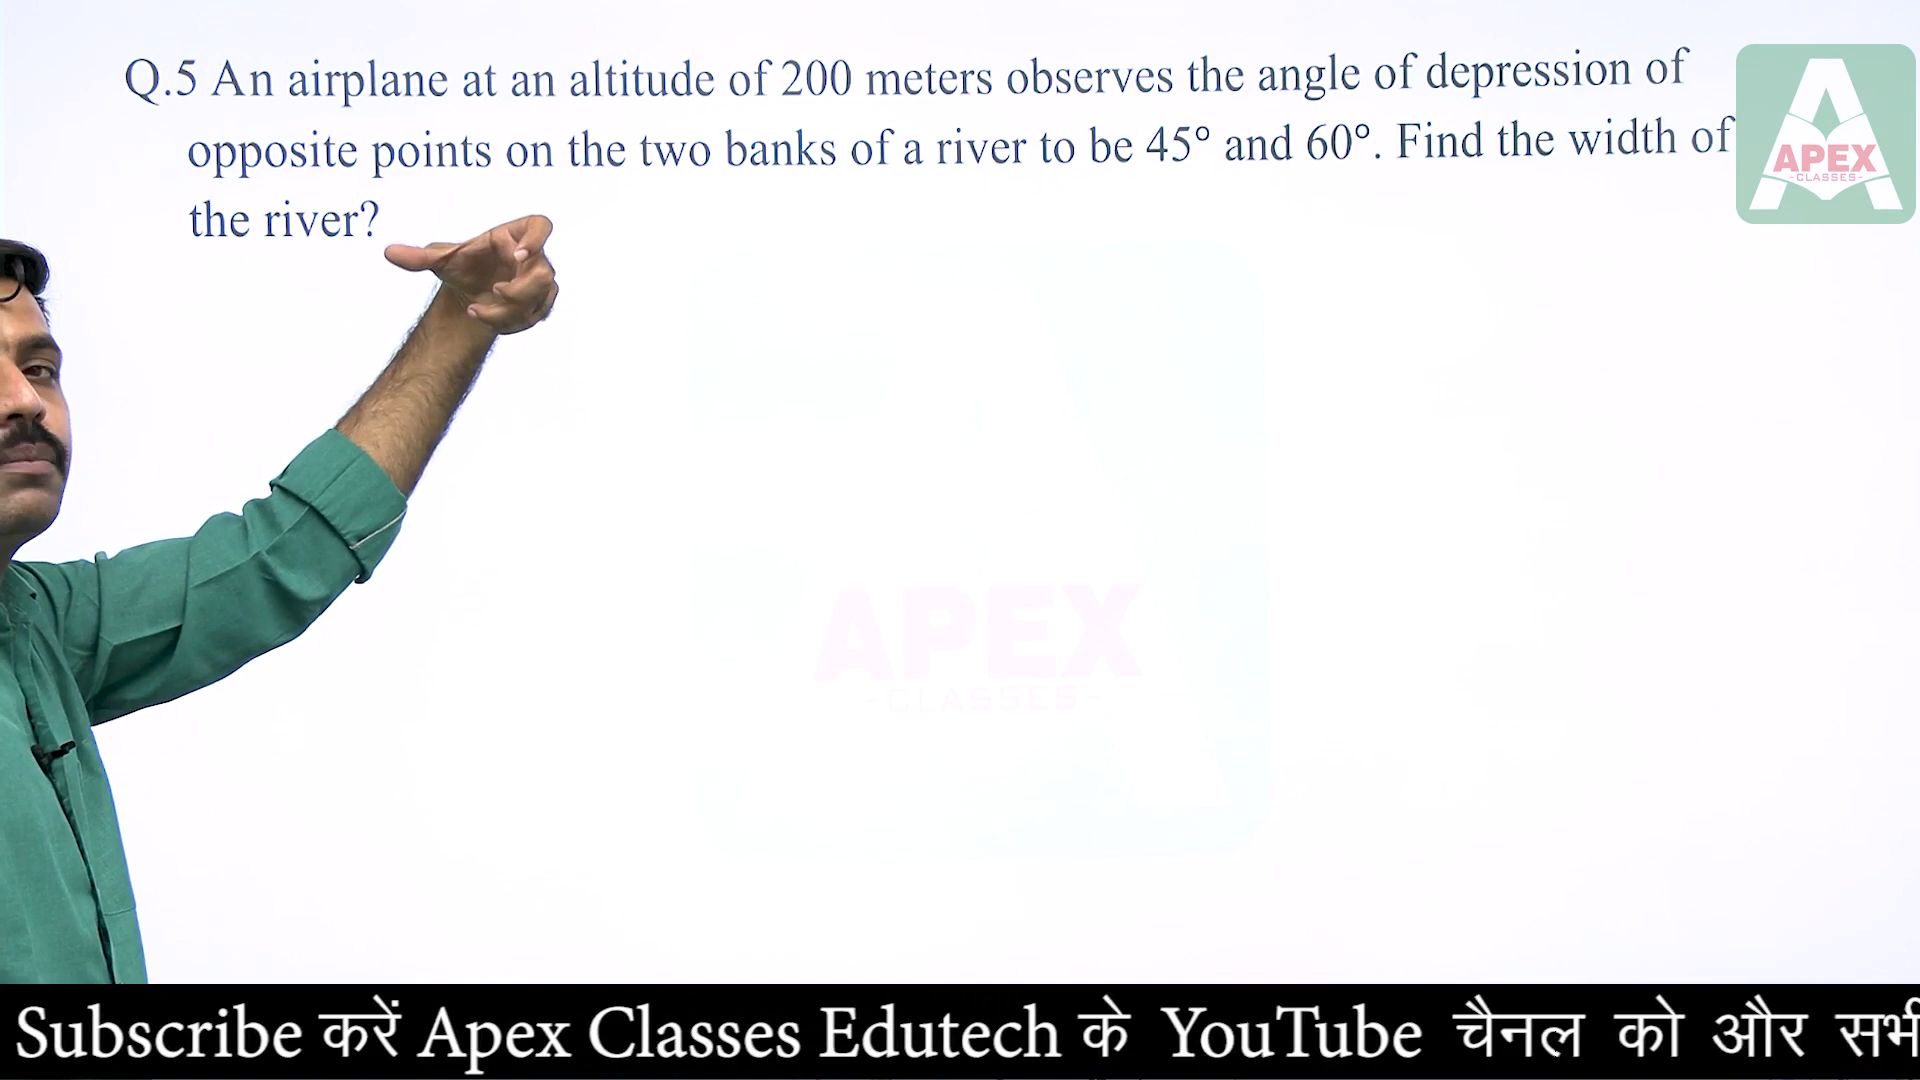 Q.5 An airplane at an altitude of 200 meters observes the angle of depression of
opposite points on the two banks of a river to be 45° and 60°. Find the width of
the river?
APEX
-CLASSES-
APEX
-CLASSES-
Subscribe करें Apex Classes Edutech के YouTube चैनल को और सभी